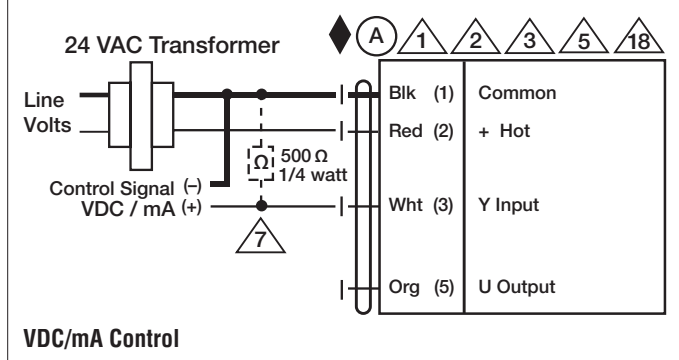 24 VAC Transformer
A 1 2 3 5 18
Line
Volts
Blk (1) Common
Red (2) + Hot
Ω 500 Ω
1/4 watt
Control Signal (–)
VDC / mA (+)
Wht (3) Y Input
7
Org (5) U Output
VDC/mA Control